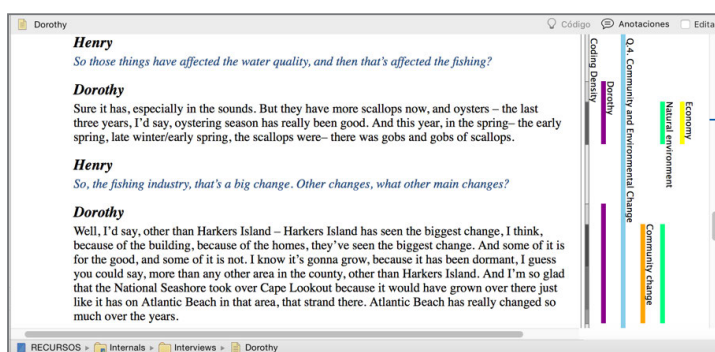 Dorothy
Código
Anotaciones
Edita
Henry
So those things have affected the water quality, and then that's affected the fishing?
Dorothy
Sure it has, especially in the sounds. But they have more scallops now, and oysters – the last
three years, I'd say, oystering season has really been good. And this year, in the spring– the early
spring, late winter/early spring, the scallops were– there was gobs and gobs of scallops.
Henry
So, the fishing industry, that's a big change. Other changes, what other main changes?
Dorothy
Well, I'd say, other than Harkers Island – Harkers Island has seen the biggest change, I think,
because of the building, because of the homes, they've seen the biggest change. And some of it is
for the good, and some of it is not. I know it's gonna grow, because it has been dormant, I guess
you could say, more than any other area in the county, other than Harkers Island. And I'm so glad
that the National Seashore took over Cape Lookout because it would have grown over there just
like it has on Atlantic Beach in that area, that strand there. Atlantic Beach has really changed so
much over the years.
Coding Density
Dorothy
Q.4. Community and Environmental Change
Community change
Natural environment
Economy
RECURSOS
Internals
Interviews
Dorothy